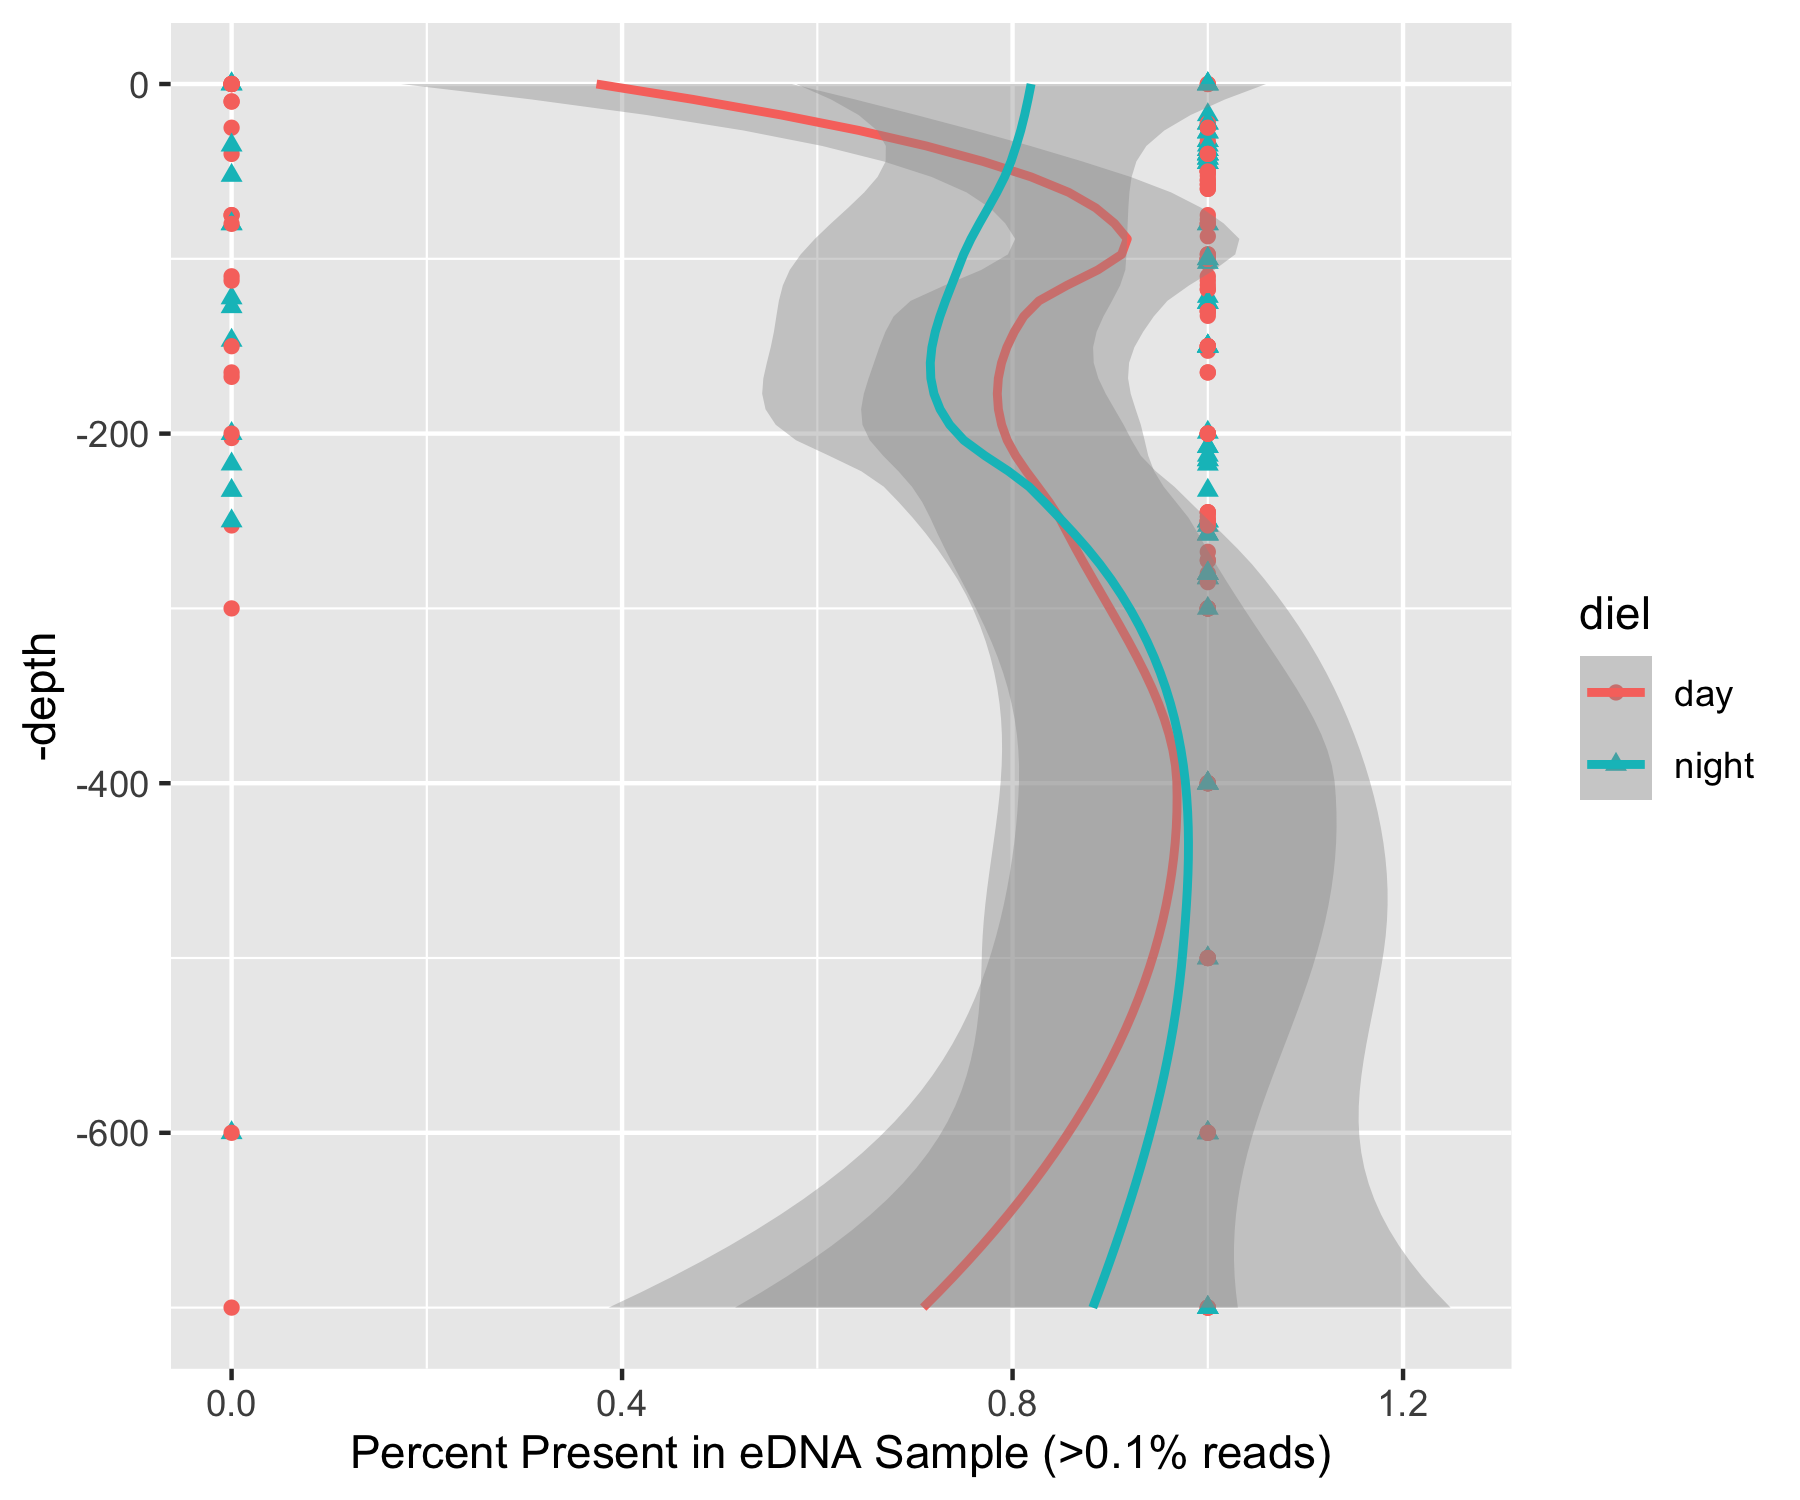 0
-200
-400
-600
-depth
0.0
0.4
0.8
1.2
Percent Present in eDNA Sample (>0.1% reads)
diel
day
night